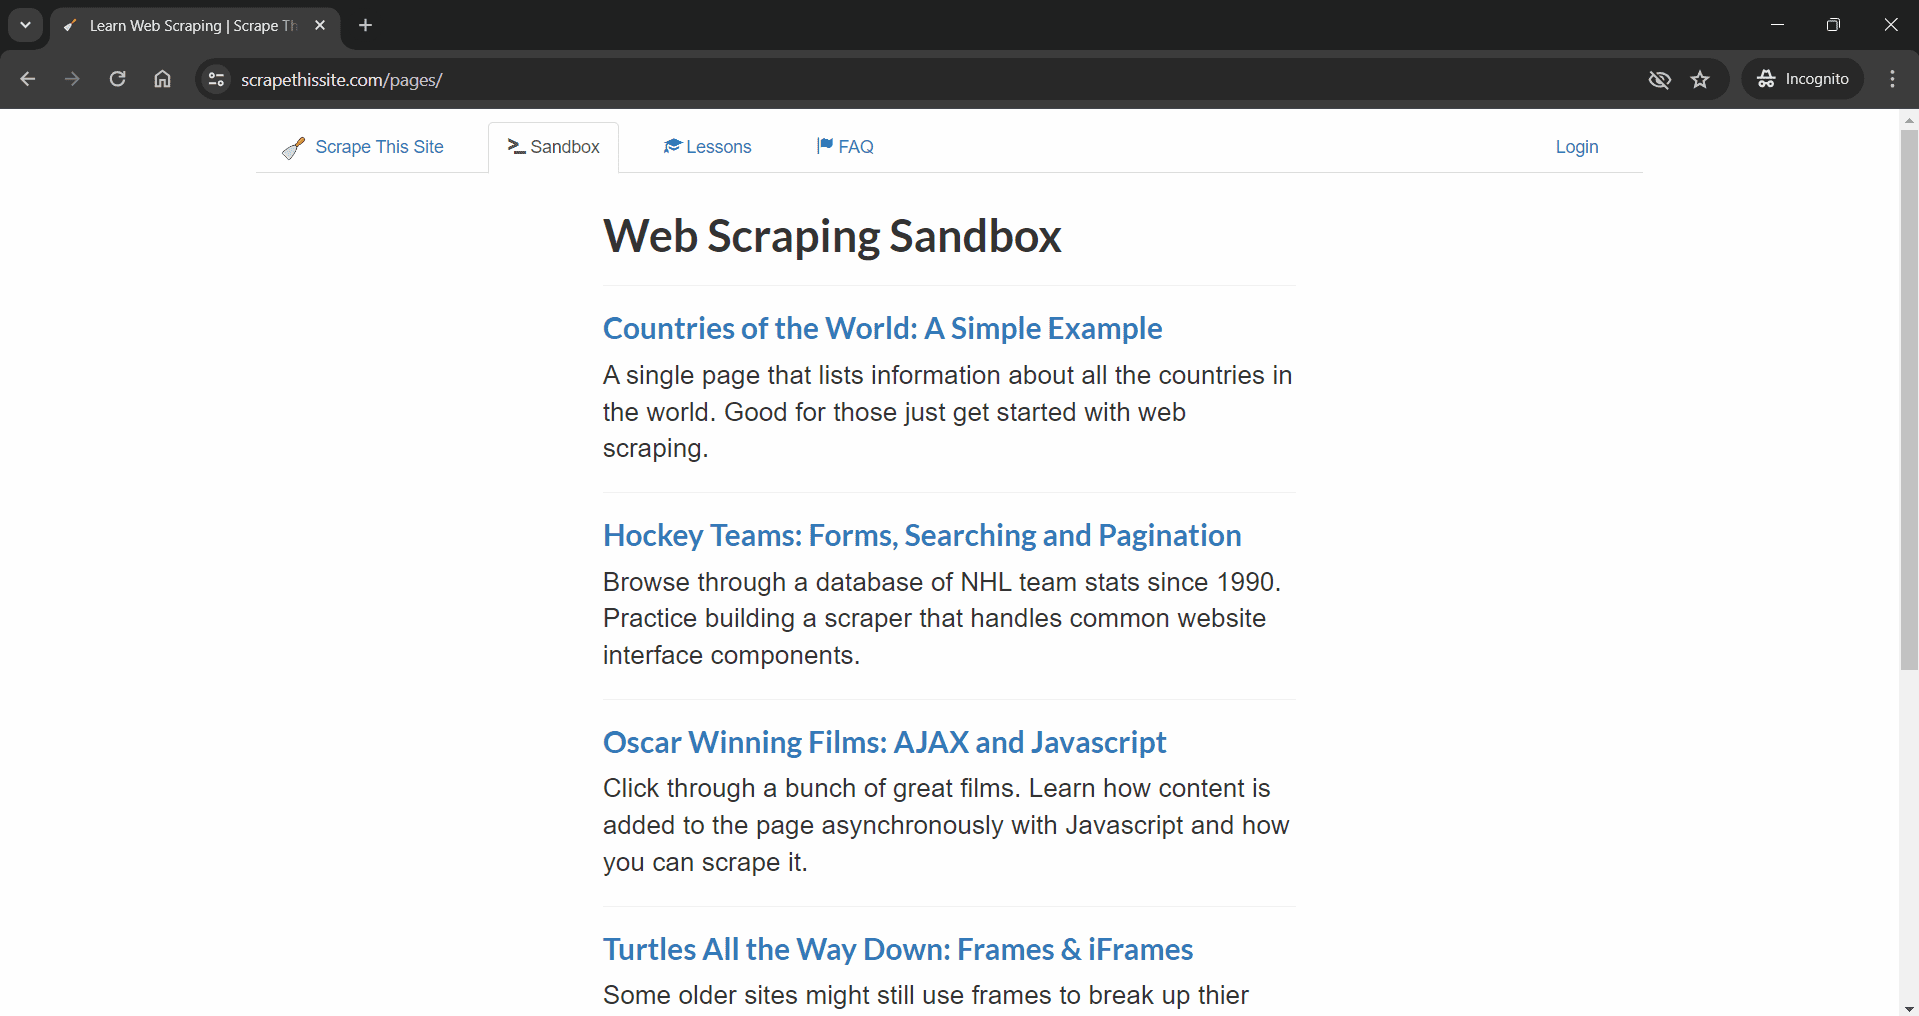 Learn Web Scraping | Scrape Th
scrapethissite.com/pages/
Incognito
Scrape This Site
Sandbox
Lessons
FAQ
Login
Web Scraping Sandbox
Countries of the World: A Simple Example
A single page that lists information about all the countries in
the world. Good for those just get started with web
scraping.
Hockey Teams: Forms, Searching and Pagination
Browse through a database of NHL team stats since 1990.
Practice building a scraper that handles common website
interface components.
Oscar Winning Films: AJAX and Javascript
Click through a bunch of great films. Learn how content is
added to the page asynchronously with Javascript and how
you can scrape it.
Turtles All the Way Down: Frames & iFrames
Some older sites might still use frames to break up thier